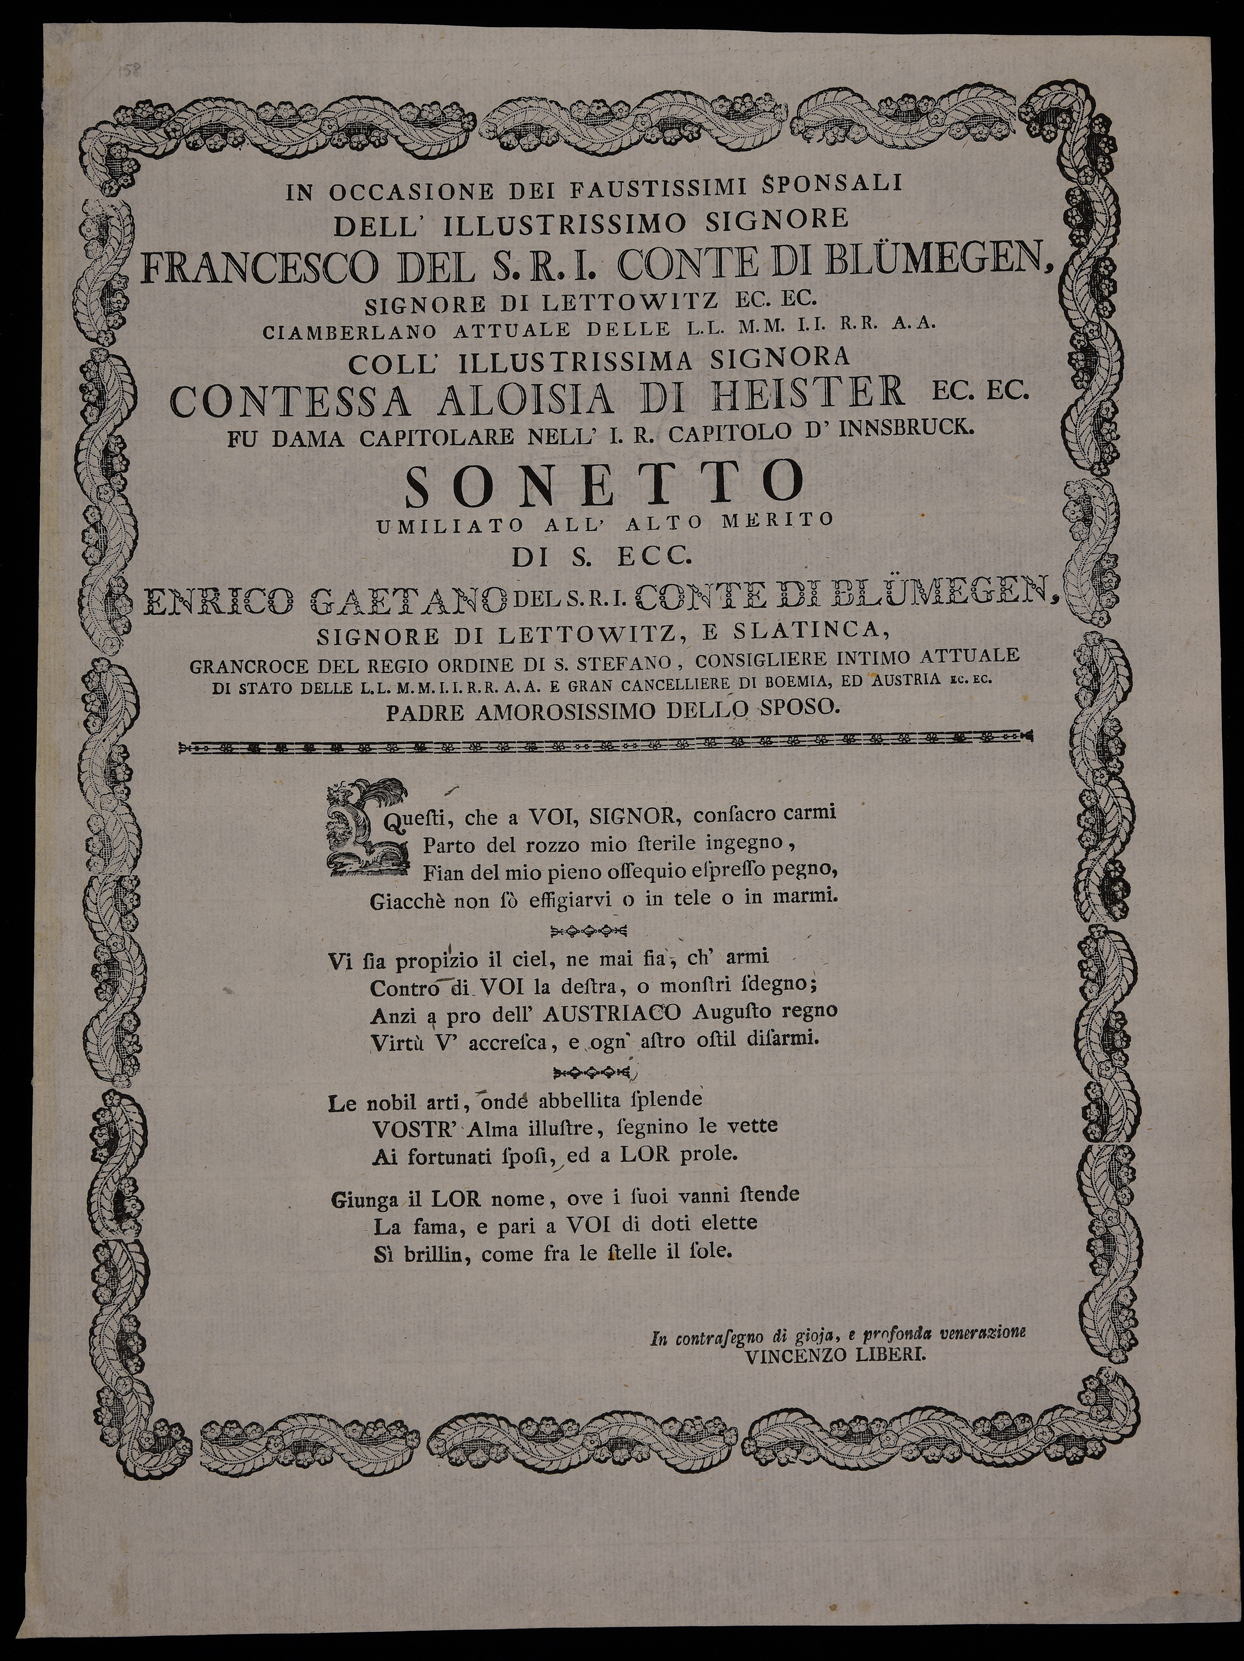 158
IN OCCASIONE DEI FAUSTISSIMI SPONSALI
DELL' ILLUSTRISSIMO SIGNORE
FRANCESCO DEL S. R. I. CONTE DI BLÜMEGEN,
SIGNORE DI LETTOWITZ EC. EC.
CIAMBERLANO ATTUALE DELLE L.L. M.M. I.I. R.R. A.A.
COLL' ILLUSTRISSIMA SIGNORA
CONTESSA ALOISIA DI HEISTER EC. EC.
FU DAMA CAPITOLARE NELL' I. R. CAPITOLO D' INNSBRUCK.
SONETTO
UMILIATO ALL' ALTO MERITO
DI S. ECC.
ENRICO GAETANO DEL S. R. I. CONTE DI BLÜMEGEN,
SIGNORE DI LETTOWITZ, E SLATINCA,
GRANCROCE DEL REGIO ORDINE DI S. STEFANO, CONSIGLIERE INTIMO ATTUALE
DI STATO DELLE L.L. M.M. I.I. R.R. A.A. E GRAN CANCELLIERE DI BOEMIA, ED AUSTRIA EC. EC.
PADRE AMOROSISSIMO DELLO SPOSO.
Queſti, che a VOI, SIGNOR, conſacro carmi
Parto del rozzo mio ſterile ingegno,
Fian del mio pieno oſſequio eſpreſſo pegno,
Giacchè non ſò effigiarvi o in tele o in marmi.
Vi ſia propizio il ciel, ne mai ſia, ch' armi
Contro di VOI la deſtra, o monſtri ſdegno;
Anzi a pro dell' AUSTRIACO Auguſto regno
Virtù V' accreſca, e ogn' aſtro oſtil diſarmi.
Le nobil arti, onde abbellita ſplende
VOSTR' Alma illuſtre, ſegnino le vette
Ai fortunati ſpoſi, ed a LOR prole.
Giunga il LOR nome, ove i ſuoi vanni ſtende
La fama, e pari a VOI di doti elette
Sì brillin, come fra le ſtelle il ſole.
In contraſegno di gioja, e profonda venerazione
VINCENZO LIBERI.